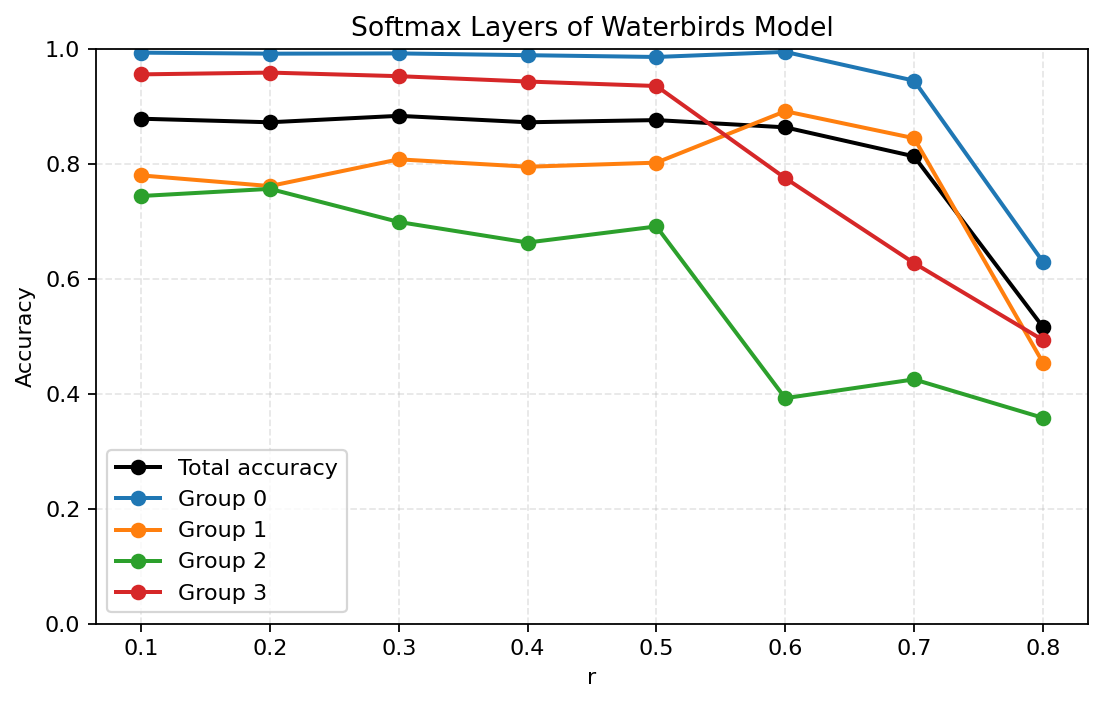 Softmax Layers of Waterbirds Model
Accuracy
1.0
0.8
0.6
0.4
0.2
0.0
Total accuracy
Group 0
Group 1
Group 2
Group 3
0.1 0.2 0.3 0.4 0.5 0.6 0.7 0.8
r